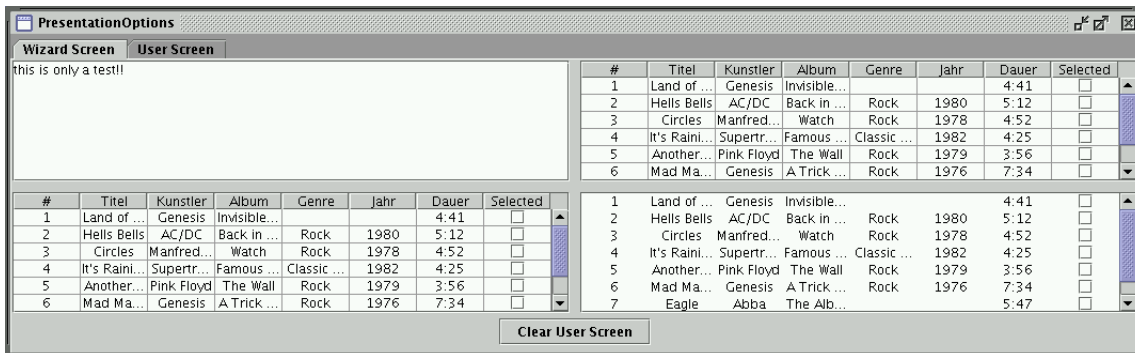 PresentationOptions
Wizard Screen User Screen
this is only a test!!
# Titel Kunstler Album Genre Jahr Dauer Selected
1 Land of ... Genesis Invisible... 4:41
2 Hells Bells AC/DC Back in ... Rock 1980 5:12
3 Circles Manfred... Watch Rock 1978 4:52
4 It's Raini... Supertr... Famous ... Classic ... 1982 4:25
5 Another... Pink Floyd The Wall Rock 1979 3:56
6 Mad Ma... Genesis A Trick ... Rock 1976 7:34
# Titel Kunstler Album Genre Jahr Dauer Selected
1 Land of ... Genesis Invisible... 4:41
2 Hells Bells AC/DC Back in ... Rock 1980 5:12
3 Circles Manfred... Watch Rock 1978 4:52
4 It's Raini... Supertr... Famous ... Classic ... 1982 4:25
5 Another... Pink Floyd The Wall Rock 1979 3:56
6 Mad Ma... Genesis A Trick ... Rock 1976 7:34
1 Land of ... Genesis Invisible... 4:41
2 Hells Bells AC/DC Back in ... Rock 1980 5:12
3 Circles Manfred... Watch Rock 1978 4:52
4 It's Raini... Supertr... Famous ... Classic ... 1982 4:25
5 Another... Pink Floyd The Wall Rock 1979 3:56
6 Mad Ma... Genesis A Trick ... Rock 1976 7:34
7 Eagle Abba The Alb... 5:47
Clear User Screen